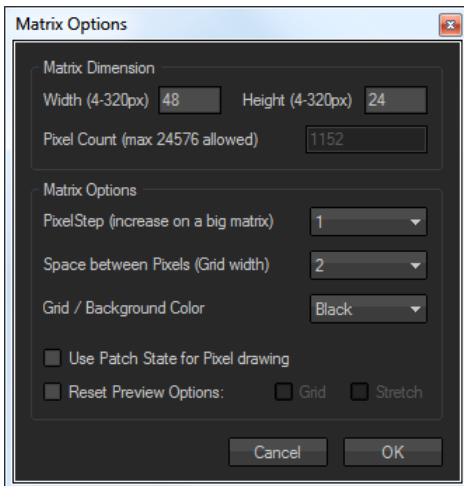 Matrix Options
Matrix Dimension
Width (4-320px) 48 Height (4-320px) 24
Pixel Count (max 24576 allowed) 1152
Matrix Options
PixelStep (increase on a big matrix) 1
Space between Pixels (Grid width) 2
Grid / Background Color Black
Use Patch State for Pixel drawing
Reset Preview Options: Grid Stretch
Cancel OK